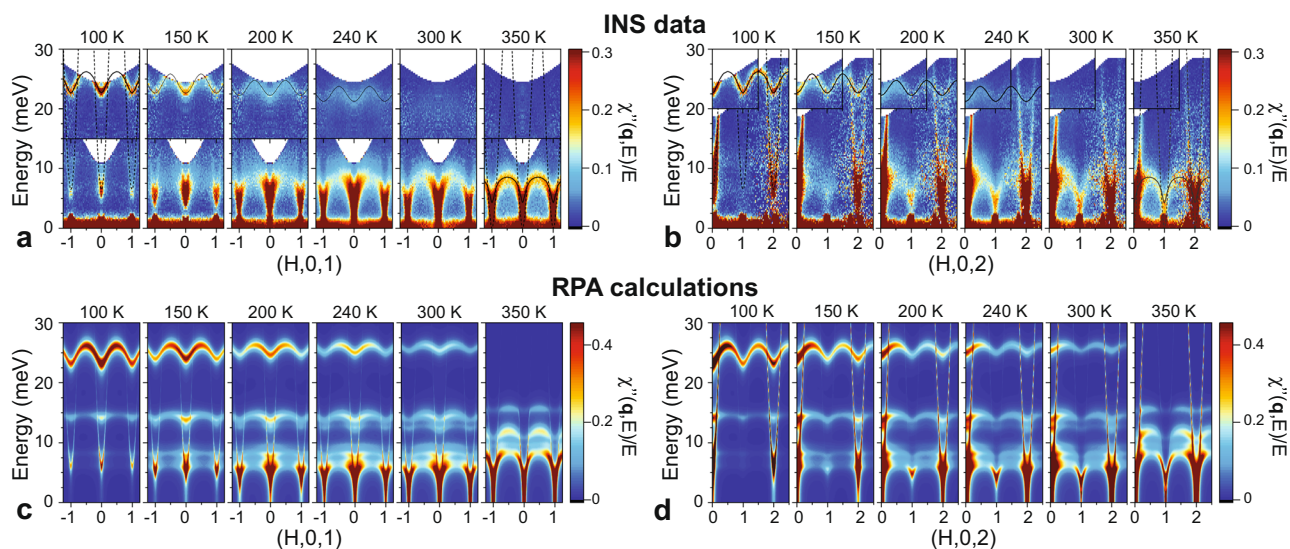 INS data
100 K 150 K 200 K 240 K 300 K 350 K
100 K 150 K 200 K 240 K 300 K 350 K
Energy (meV)
30
20
10
0
-1 0 1 -1 0 1 -1 0 1 -1 0 1 -1 0 1 -1 0 1
a
(H,0,1)
0.3
0.2
0.1
0
χ''(q,E)/E
Energy (meV)
30
20
10
0
0 1 2 0 1 2 0 1 2 0 1 2 0 1 2 0 1 2
b
(H,0,2)
0.3
0.2
0.1
0
χ''(q,E)/E
RPA calculations
100 K 150 K 200 K 240 K 300 K 350 K
100 K 150 K 200 K 240 K 300 K 350 K
Energy (meV)
30
20
10
0
-1 0 1 -1 0 1 -1 0 1 -1 0 1 -1 0 1 -1 0 1
c
(H,0,1)
0.4
0.2
0
χ''(q,E)/E
Energy (meV)
30
20
10
0
0 1 2 0 1 2 0 1 2 0 1 2 0 1 2 0 1 2
d
(H,0,2)
0.4
0.2
0
χ''(q,E)/E